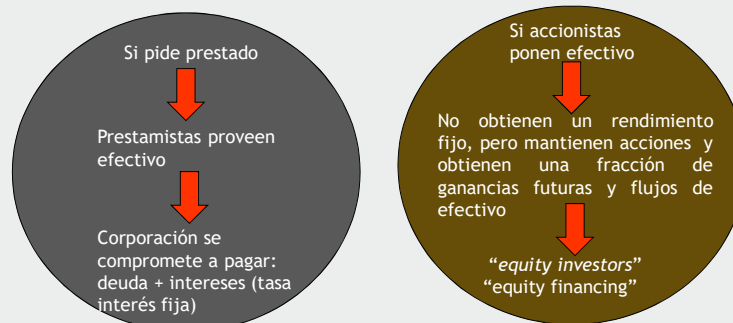 Si pide prestado
Prestamistas proveen
efectivo
Corporación se
compromete a pagar:
deuda + intereses (tasa
interés fija)
Si accionistas
ponen efectivo
No obtienen un rendimiento
fijo, pero mantienen acciones y
obtienen una fracción de
ganancias futuras y flujos de
efectivo
“equity investors”
“equity financing”